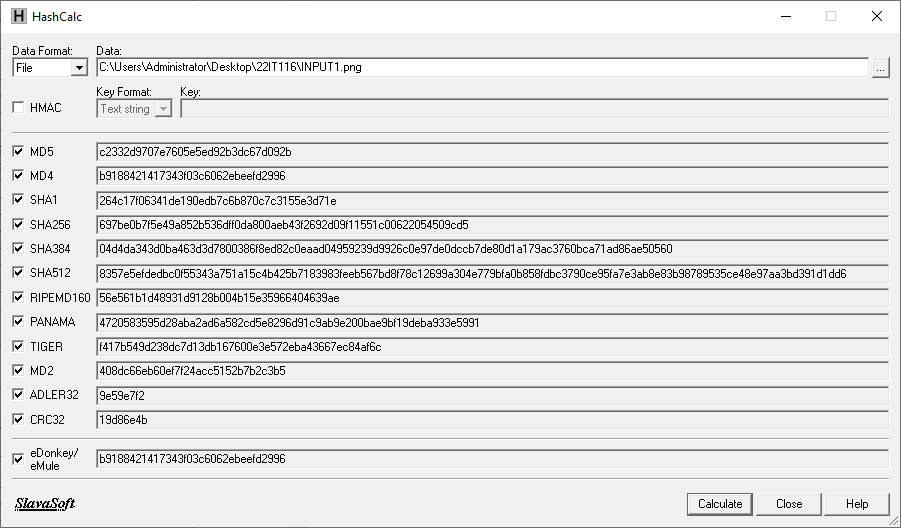 HashCalc
Data Format: Data:
File C:\Users\Administrator\Desktop\22IT116\INPUT1.png ...
Key Format: Key:
HMAC Text string
MD5 c2332d9707e7605e5ed92b3dc67d092b
MD4 b9188421417343f03c6062ebeefd2996
SHA1 264c17f06341de190edb7c6b870c7c3155e3d71e
SHA256 697be0b7f5e49a852b536dff0da800aeb43f2692d09f11551c00622054509cd5
SHA384 04d4da343d0ba463d3d7800386f8ed82c0eaad04959239d9926c0e97de0dccb7de80d1a179ac3760bca71ad86ae50560
SHA512 8357e5efdedbc0f55343a751a15c4b425b7183983feeb567bd8f78c12699a304e779bfa0b858fdbc3790ce95fa7e3ab8e83b98789535ce48e97aa3bd391d1dd6
RIPEMD160 56e561b1d48931d9128b004b15e35966404639ae
PANAMA 4720583595d28aba2ad6a582cd5e8296d91c9ab9e200bae9bf19deba933e5991
TIGER f417b549d238dc7d13db167600e3e572eba43667ec84af6c
MD2 408dc66eb60ef7f24acc5152b7b2c3b5
ADLER32 9e59e7f2
CRC32 19d86e4b
eDonkey/
eMule b9188421417343f03c6062ebeefd2996
SlavaSoft Calculate Close Help